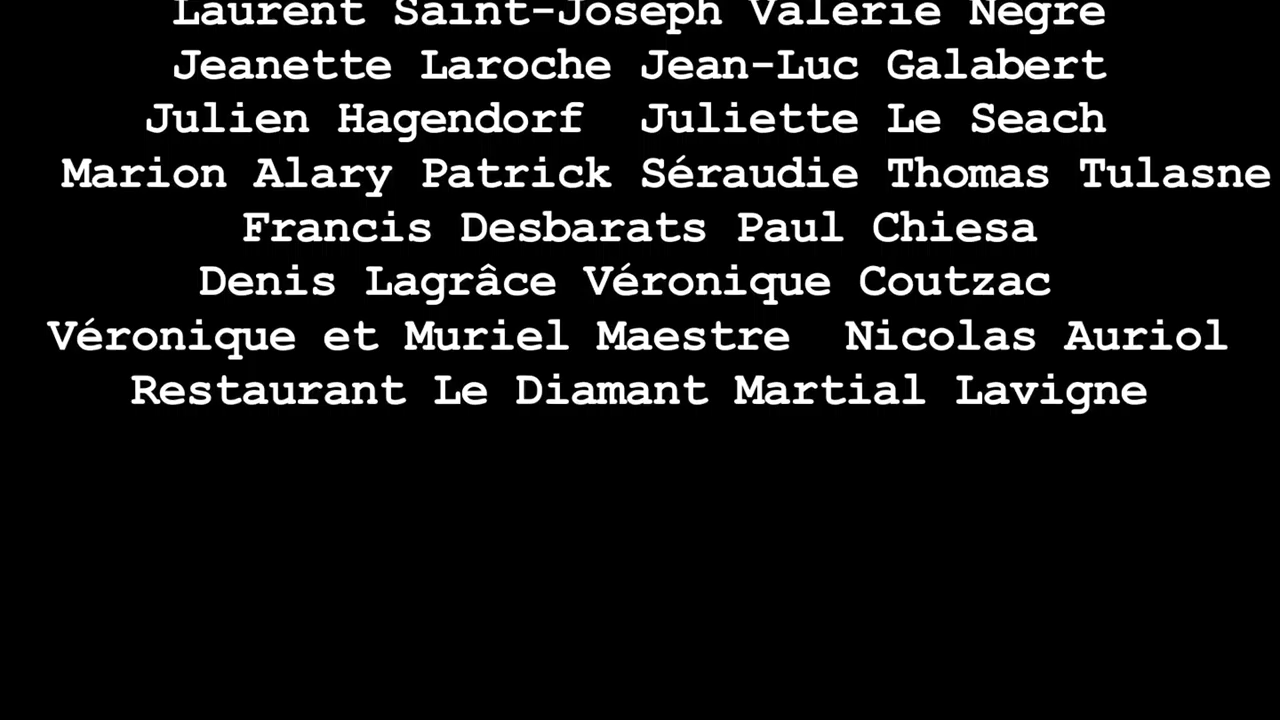 Laurent Saint-Joseph Valérie Nègre
Jeanette Laroche Jean-Luc Galabert
Julien Hagendorf Juliette Le Seach
Marion Alary Patrick Séraudie Thomas Tulasne
Francis Desbarats Paul Chiesa
Denis Lagrâce Véronique Coutzac
Véronique et Muriel Maestre Nicolas Auriol
Restaurant Le Diamant Martial Lavigne